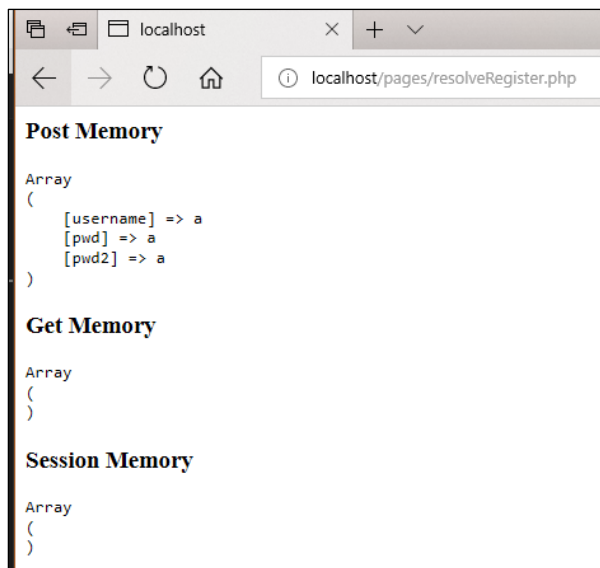 localhost
localhost/pages/resolveRegister.php
Post Memory
Array
(
[username] => a
[pwd] => a
[pwd2] => a
)
Get Memory
Array
(
)
Session Memory
Array
(
)